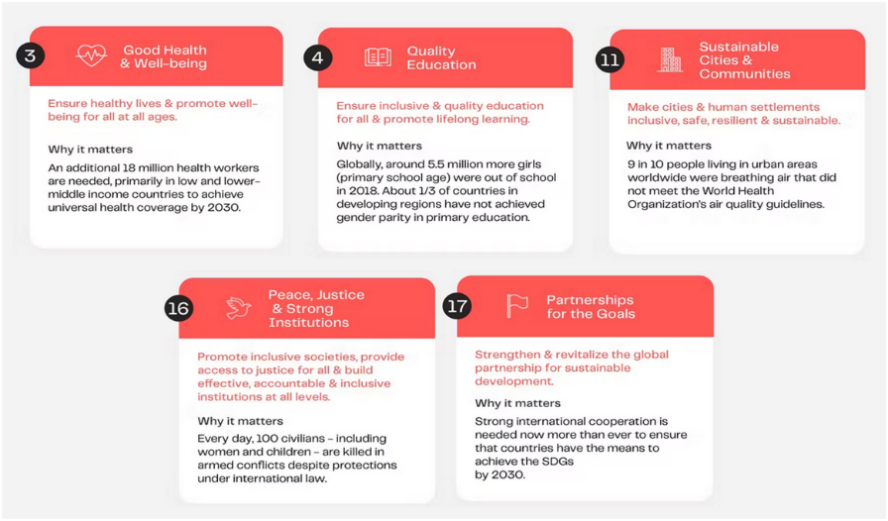 3
Good Health
& Well-being
Ensure healthy lives & promote well-
being for all at all ages.
Why it matters
An additional 18 million health workers
are needed, primarily in low and lower-
middle income countries to achieve
universal health coverage by 2030.
4
Quality
Education
Ensure inclusive & quality education
for all & promote lifelong learning.
Why it matters
Globally, around 5.5 million more girls
(primary school age) were out of school
in 2018. About 1/3 of countries in
developing regions have not achieved
gender parity in primary education.
11
Sustainable
Cities &
Communities
Make cities & human settlements
inclusive, safe, resilient & sustainable.
Why it matters
9 in 10 people living in urban areas
worldwide were breathing air that did
not meet the World Health
Organization's air quality guidelines.
16
Peace, Justice
& Strong
Institutions
Promote inclusive societies, provide
access to justice for all & build
effective, accountable & inclusive
institutions at all levels.
Why it matters
Every day, 100 civilians - including
women and children - are killed in
armed conflicts despite protections
under international law.
17
Partnerships
for the Goals
Strengthen & revitalize the global
partnership for sustainable
development.
Why it matters
Strong international cooperation is
needed now more than ever to ensure
that countries have the means to
achieve the SDGs
by 2030.